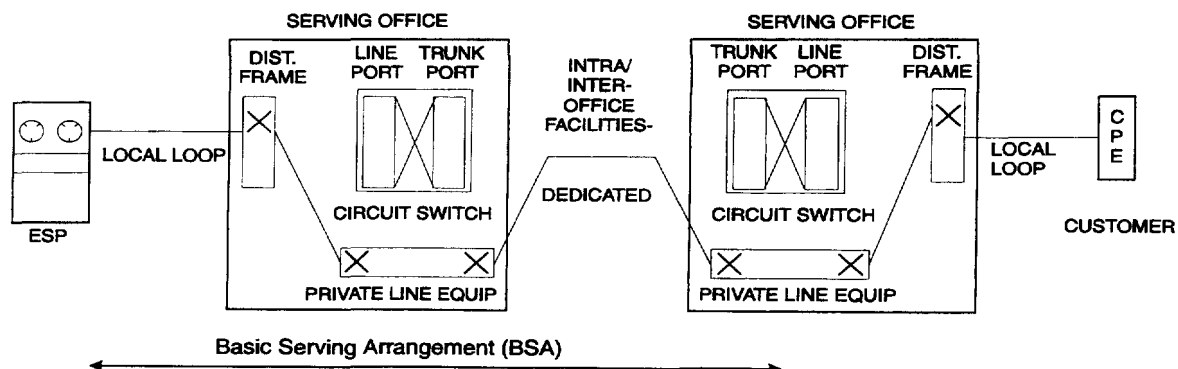 SERVING OFFICE
DIST.
FRAME
LINE
PORT
TRUNK
PORT
CIRCUIT SWITCH
PRIVATE LINE EQUIP
LOCAL LOOP
ESP
INTRA/
INTER-
OFFICE
FACILITIES-
DEDICATED
SERVING OFFICE
TRUNK
PORT
LINE
PORT
DIST.
FRAME
CIRCUIT SWITCH
PRIVATE LINE EQUIP
LOCAL
LOOP
C
P
E
CUSTOMER
Basic Serving Arrangement (BSA)